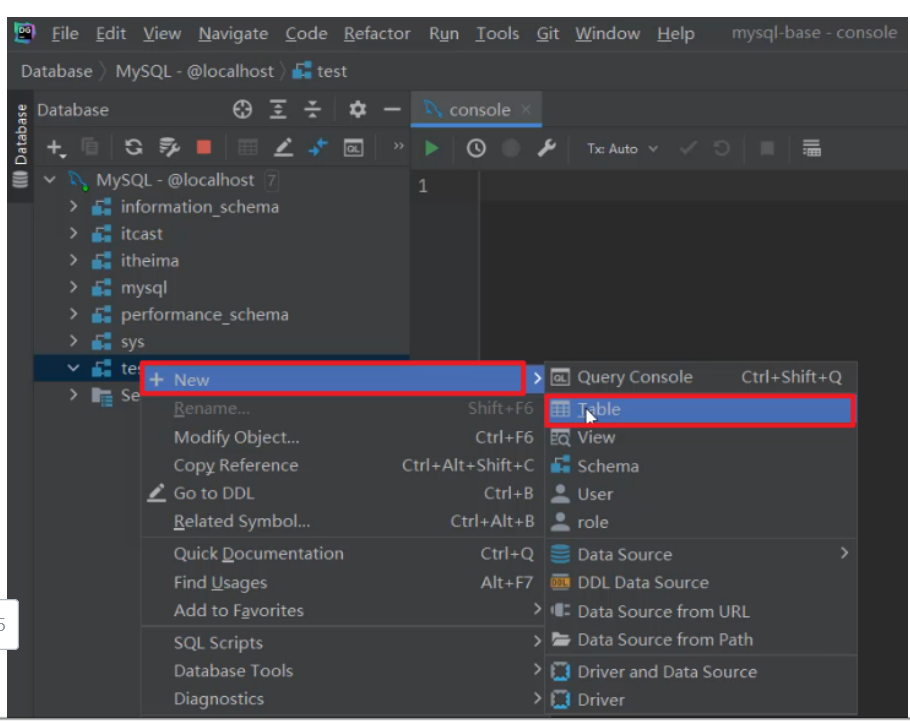 DG File Edit View Navigate Code Refactor Run Tools Git Window Help mysql-base - console
Database MySQL - @localhost test
Database
Database console
QL Tx: Auto
MySQL - @localhost 7
1
information_schema
itcast
itheima
mysql
performance_schema
sys
tes
Se
New
Rename... Shift+F6
Modify Object... Ctrl+F6
Copy Reference Ctrl+Alt+Shift+C
Go to DDL Ctrl+B
Related Symbol... Ctrl+Alt+B
Quick Documentation Ctrl+Q
Find Usages Alt+F7
Add to Favorites
SQL Scripts
Database Tools
Diagnostics
QL Query Console Ctrl+Shift+Q
Table
View
Schema
User
role
Data Source
DDL DDL Data Source
Data Source from URL
Data Source from Path
Driver and Data Source
Driver
5